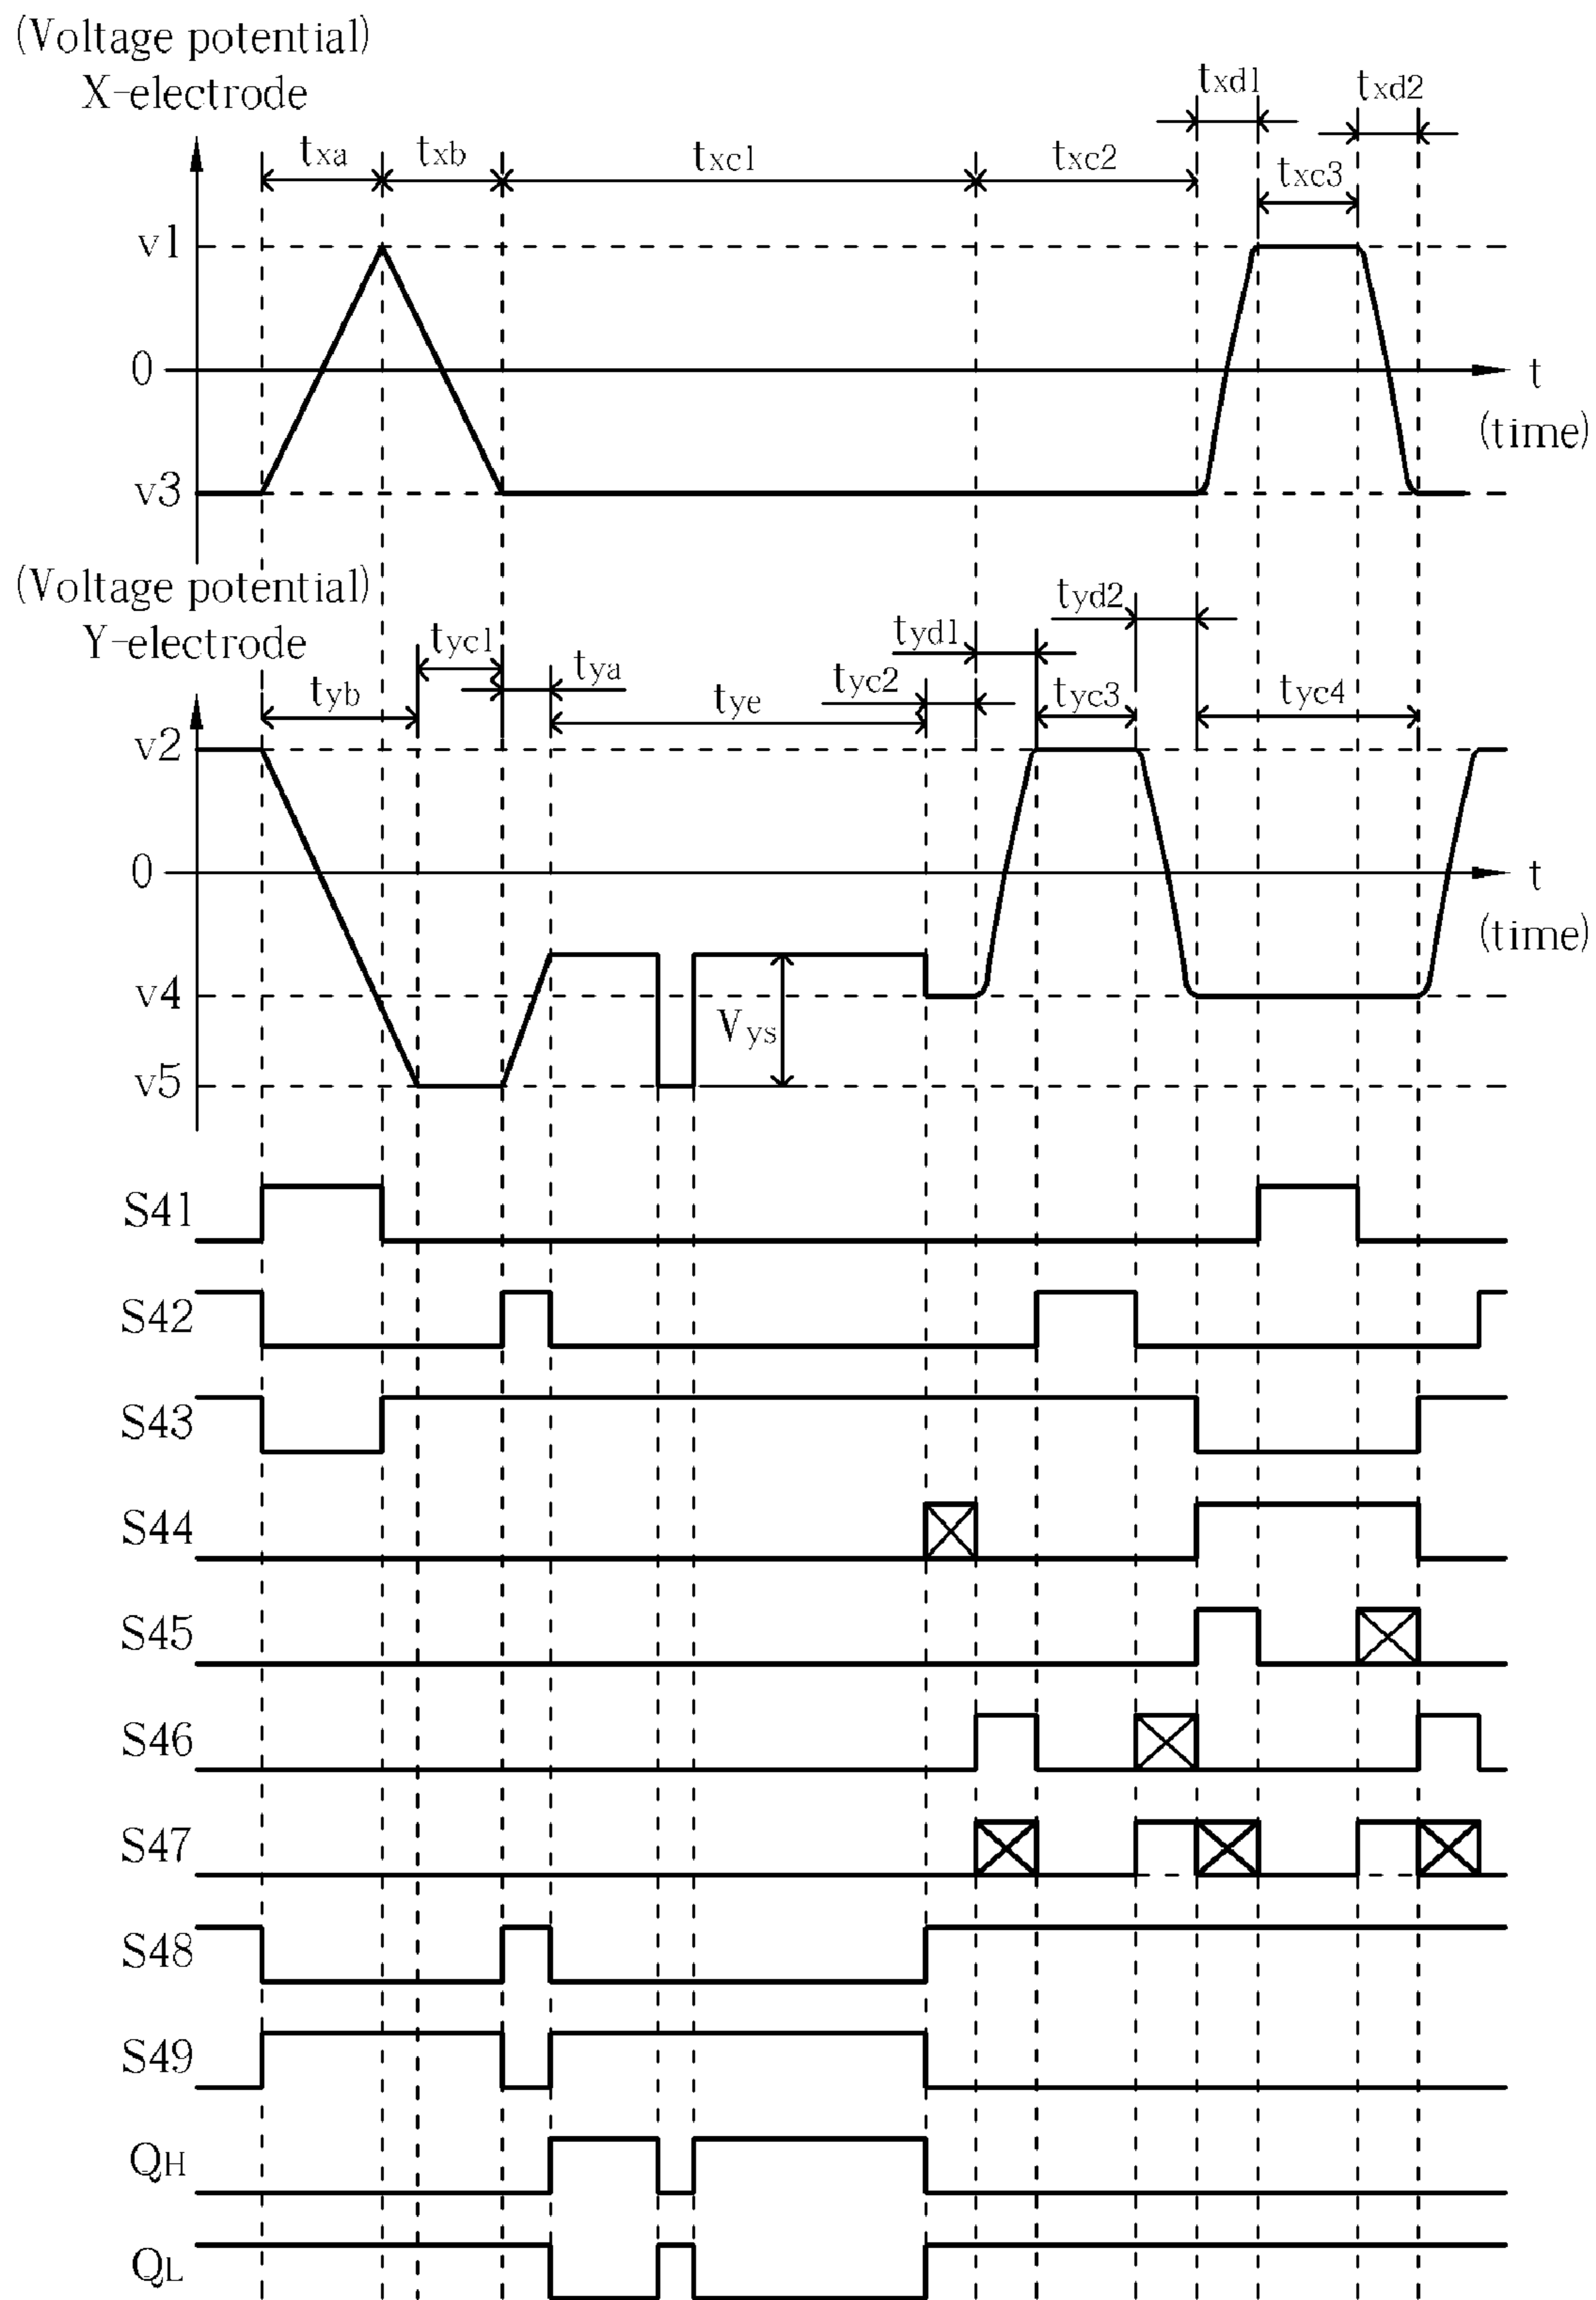 (Voltage potential)
X-electrode
txa
txb
txc1
txc2
txd1
txc3
txd2
v1
0
t
(time)
v3
(Voltage potential)
Y-electrode
tyb
tyc1
tya
tye
tyc2
tyd1
tyc3
tyd2
tyc4
v2
0
t
(time)
v4
Vys
v5
S41
S42
S43
S44
S45
S46
S47
S48
S49
QH
QL